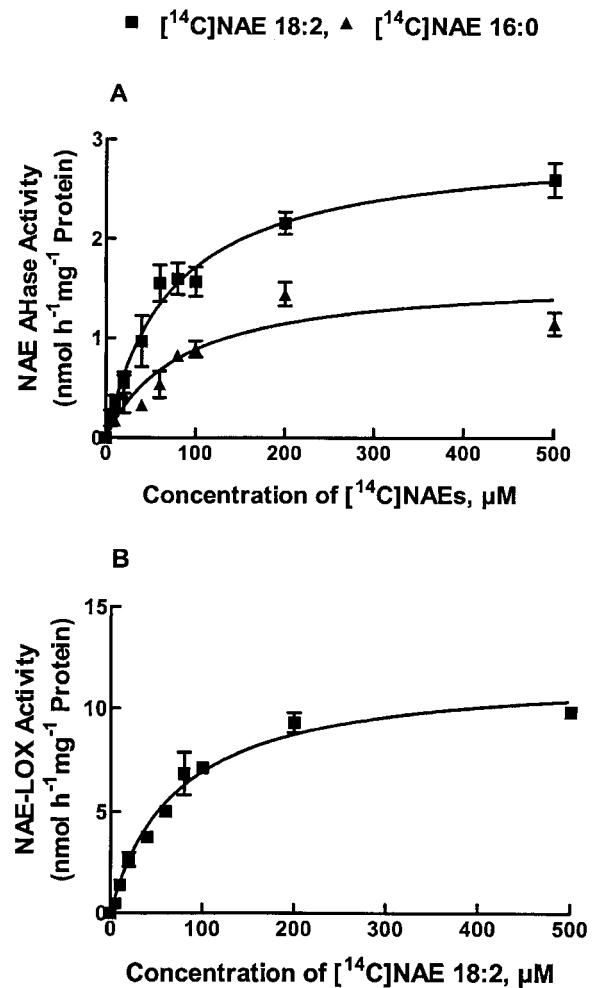 [¹⁴C]NAE 18:2, [¹⁴C]NAE 16:0
A
NAE AHase Activity
(nmol h⁻¹mg⁻¹ Protein)
3
2
1
0
0 100 200 300 400 500
Concentration of [¹⁴C]NAEs, µM
B
NAE-LOX Activity
(nmol h⁻¹mg⁻¹ Protein)
15
10
5
0
0 100 200 300 400 500
Concentration of [¹⁴C]NAE 18:2, µM